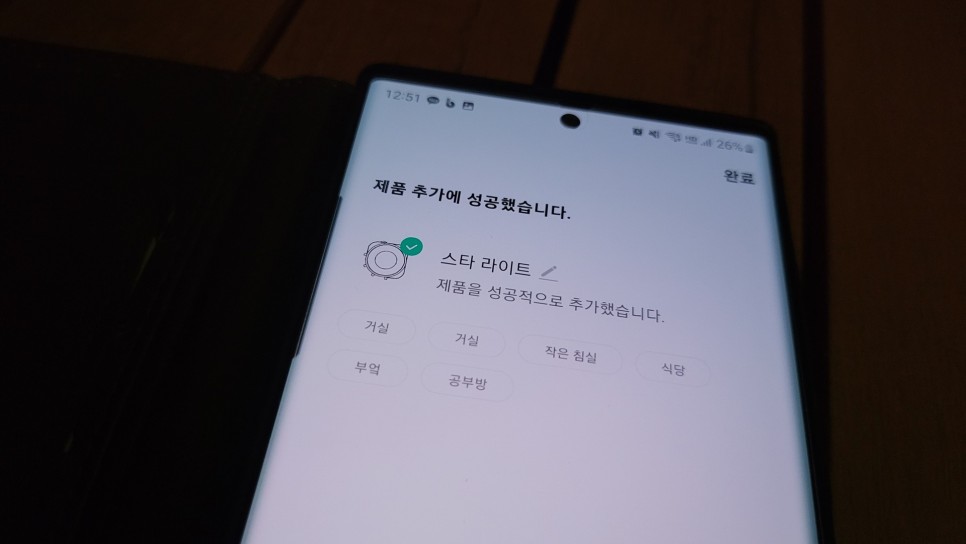 12:51 26%
완료
제품 추가에 성공했습니다.
스타 라이트
제품을 성공적으로 추가했습니다.
거실 거실 작은 침실 식당
부엌 공부방